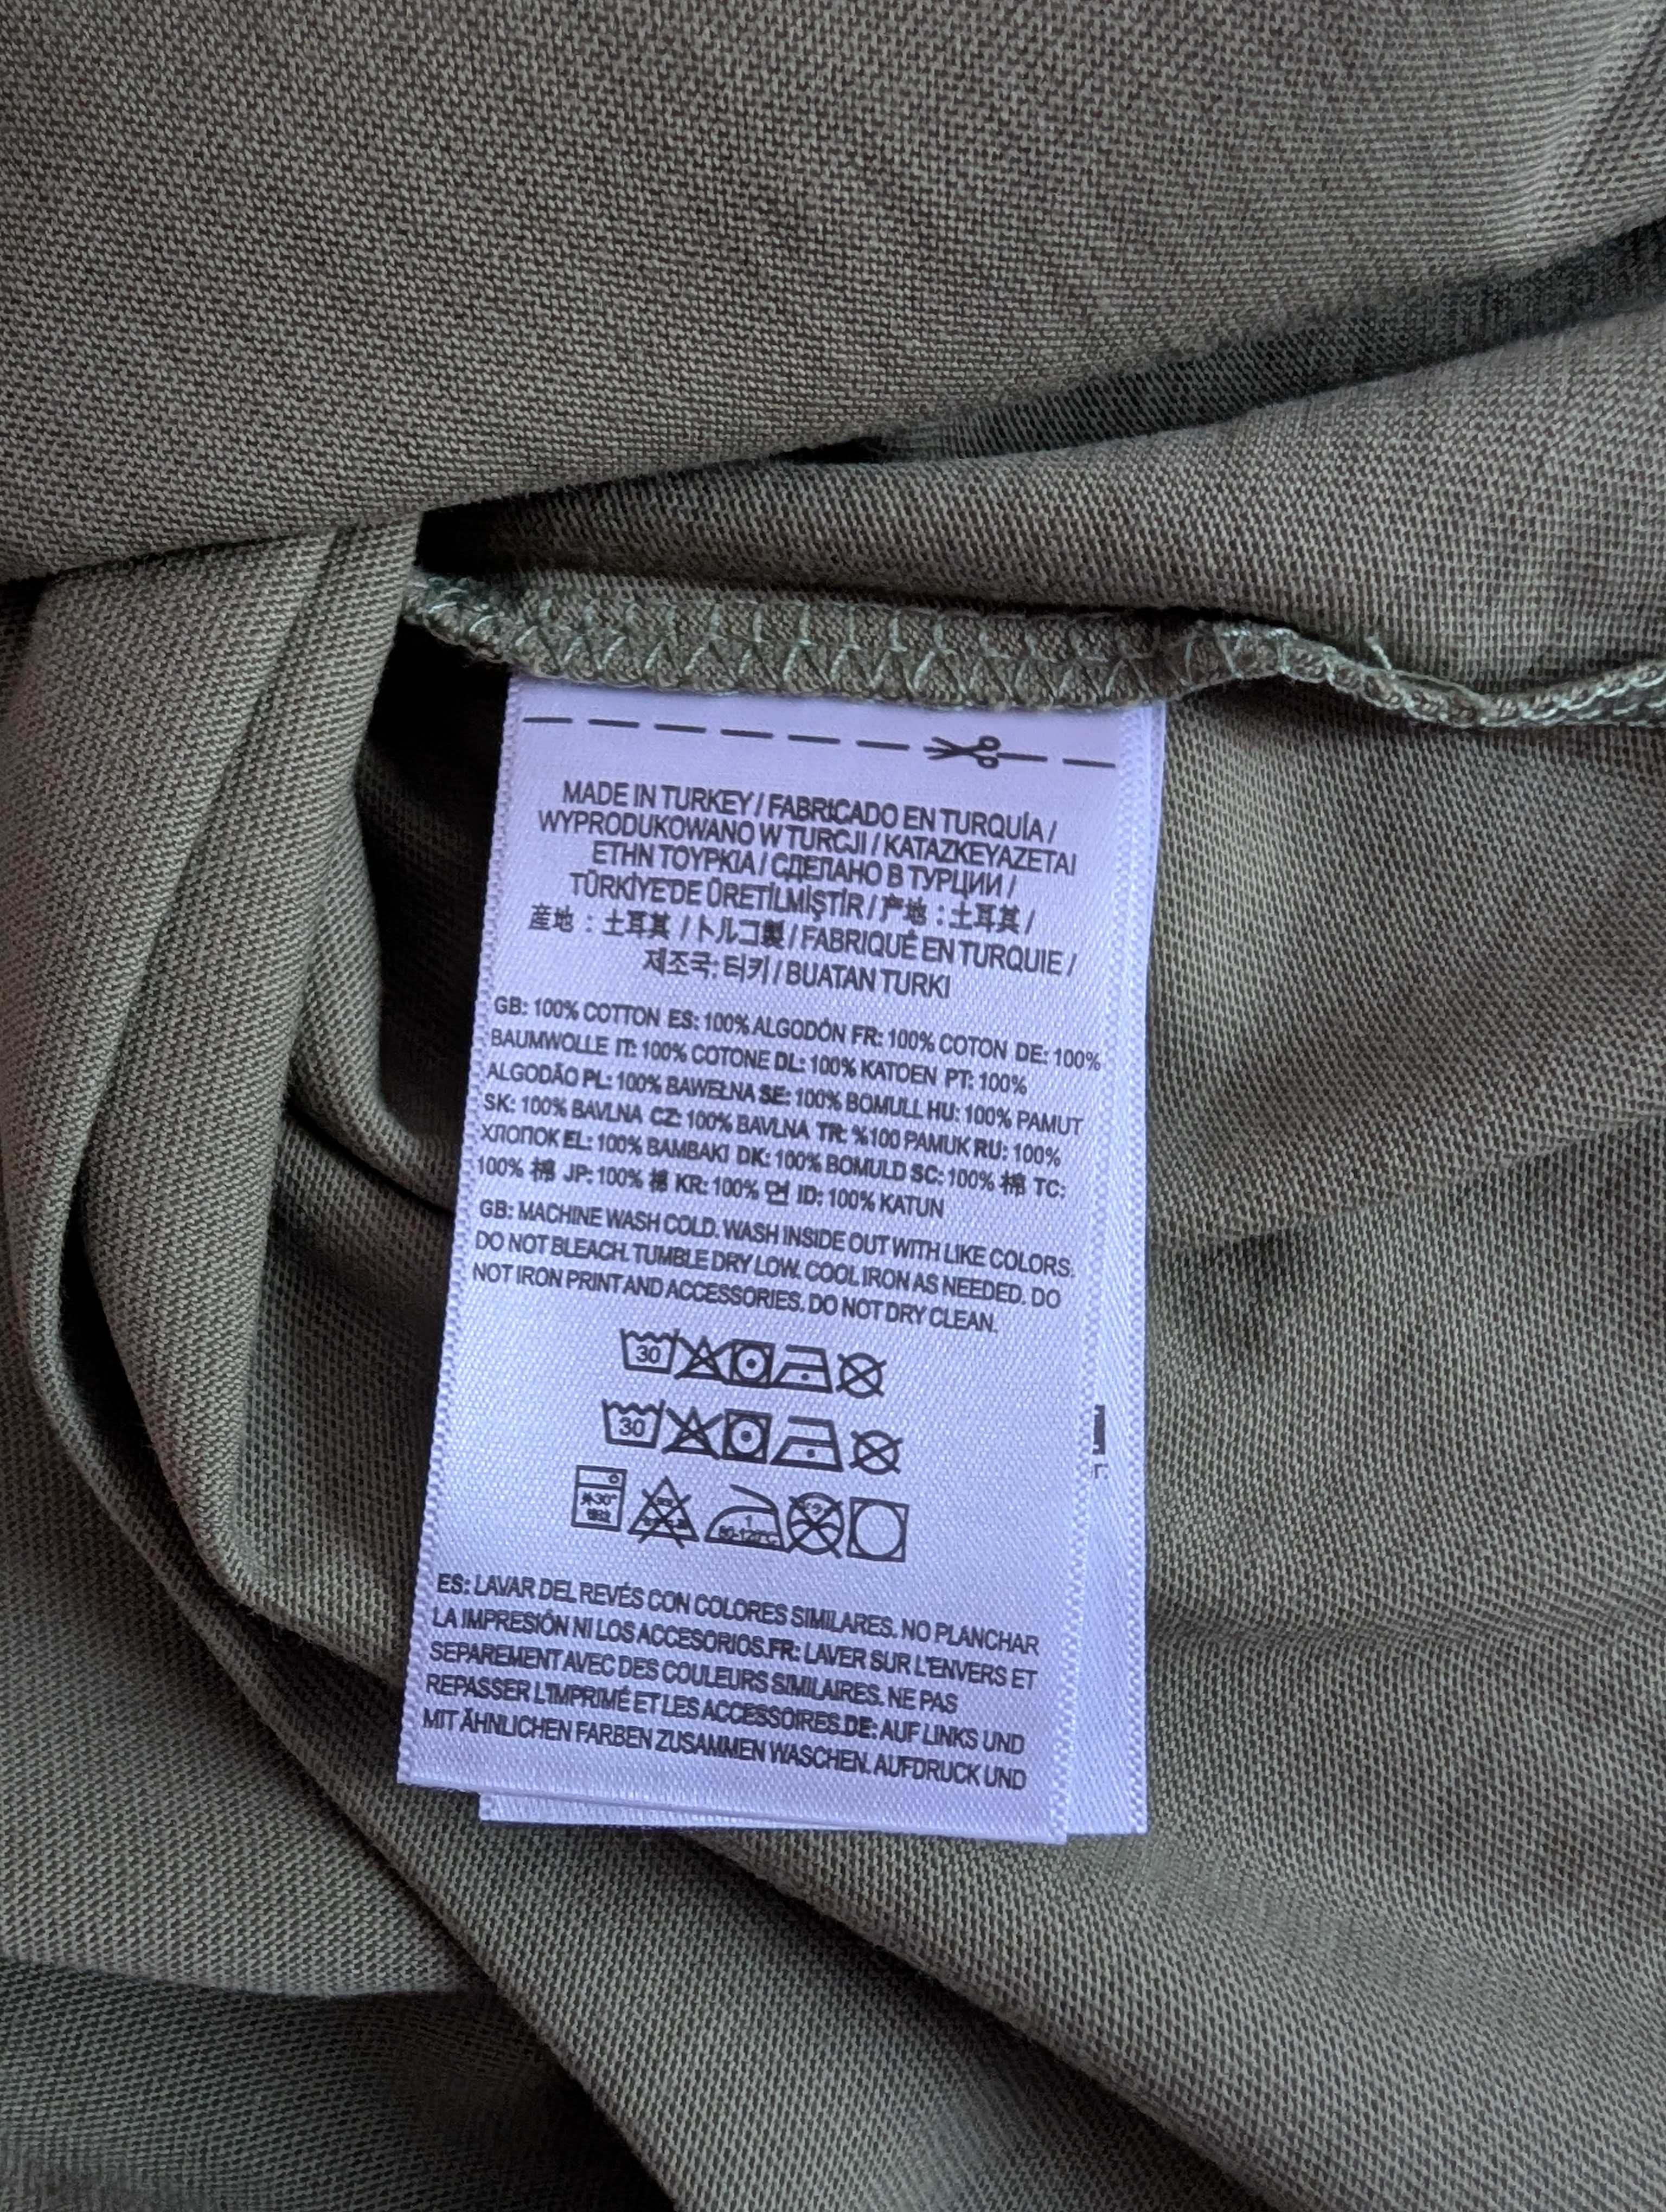 MADE IN TURKEY / FABRICADO EN TURQUÍA /
WYPRODUKOWANO W TURCJI / KATAZKEYAZETAI
ETHN TOYPKIA / СДЕЛАНО В ТУРЦИИ /
TÜRKİYE'DE ÜRETİLMİŞTİR / 产地 : 土耳其 /
産地 : 土耳其 / トルコ製 / FABRIQUÉ EN TURQUIE /
제조국: 터키 / BUATAN TURKI
GB: 100% COTTON ES: 100% ALGODÓN FR: 100% COTON DE: 100%
BAUMWOLLE IT: 100% COTONE DL: 100% KATOEN PT: 100%
ALGODÃO PL: 100% BAWEŁNA SE: 100% BOMULL HU: 100% PAMUT
SK: 100% BAVLNA CZ: 100% BAVLNA TR: %100 PAMUK RU: 100%
ХЛОПОК EL: 100% BAMBAKI DK: 100% BOMULD SC: 100% 棉 TC:
100% 棉 JP: 100% 綿 KR: 100% 면 ID: 100% KATUN
GB: MACHINE WASH COLD. WASH INSIDE OUT WITH LIKE COLORS.
DO NOT BLEACH. TUMBLE DRY LOW. COOL IRON AS NEEDED. DO
NOT IRON PRINT AND ACCESSORIES. DO NOT DRY CLEAN.
30
30
30°
1
80-120°C
ES: LAVAR DEL REVÉS CON COLORES SIMILARES. NO PLANCHAR
LA IMPRESIÓN NI LOS ACCESORIOS.FR: LAVER SUR L'ENVERS ET
SEPAREMENT AVEC DES COULEURS SIMILAIRES. NE PAS
REPASSER L'IMPRIMÉ ET LES ACCESSOIRES.DE: AUF LINKS UND
MIT ÄHNLICHEN FARBEN ZUSAMMEN WASCHEN. AUFDRUCK UND